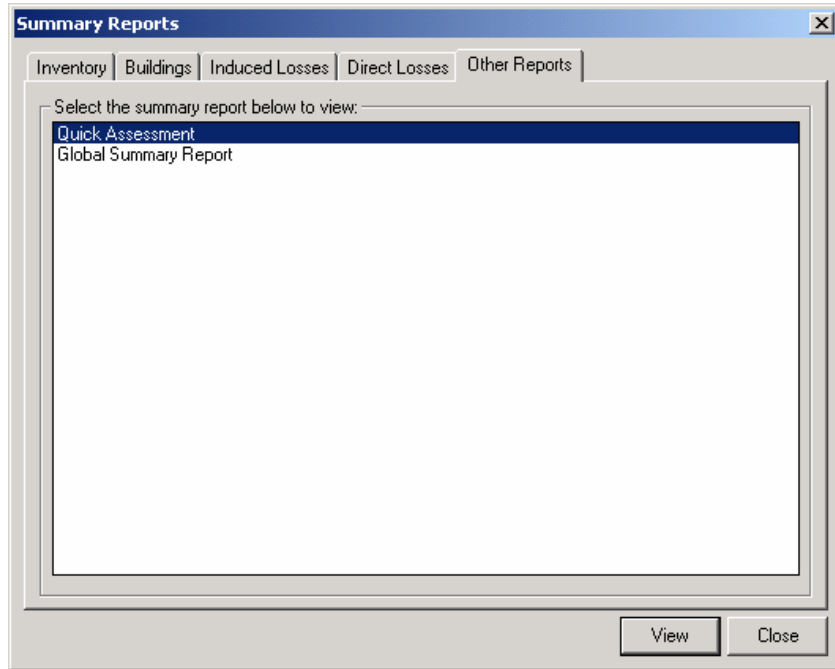 Summary Reports
Inventory Buildings Induced Losses Direct Losses Other Reports
Select the summary report below to view:
Quick Assessment
Global Summary Report
View Close